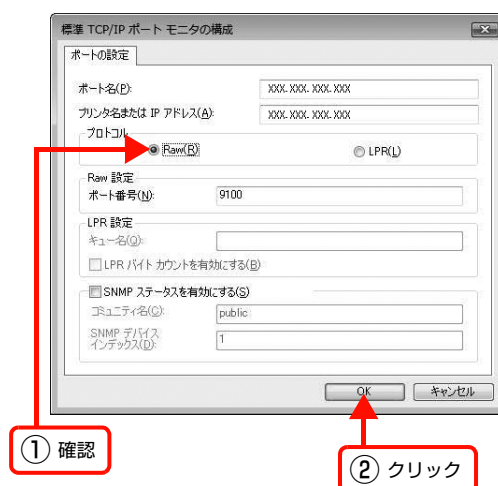 標準 TCP/IP ポート モニタの構成
ポートの設定
ポート名(P): XXX. XXX. XXX. XXX
プリンタ名または IP アドレス(A): XXX. XXX. XXX. XXX
プロトコル
Raw(R) LPR(L)
Raw 設定
ポート番号(N): 9100
LPR 設定
キュー名(Q):
LPR バイト カウントを有効にする(B)
SNMP ステータスを有効にする(S)
コミュニティ名(C): public
SNMP デバイス
インデックス(D): 1
OK キャンセル
① 確認
② クリック